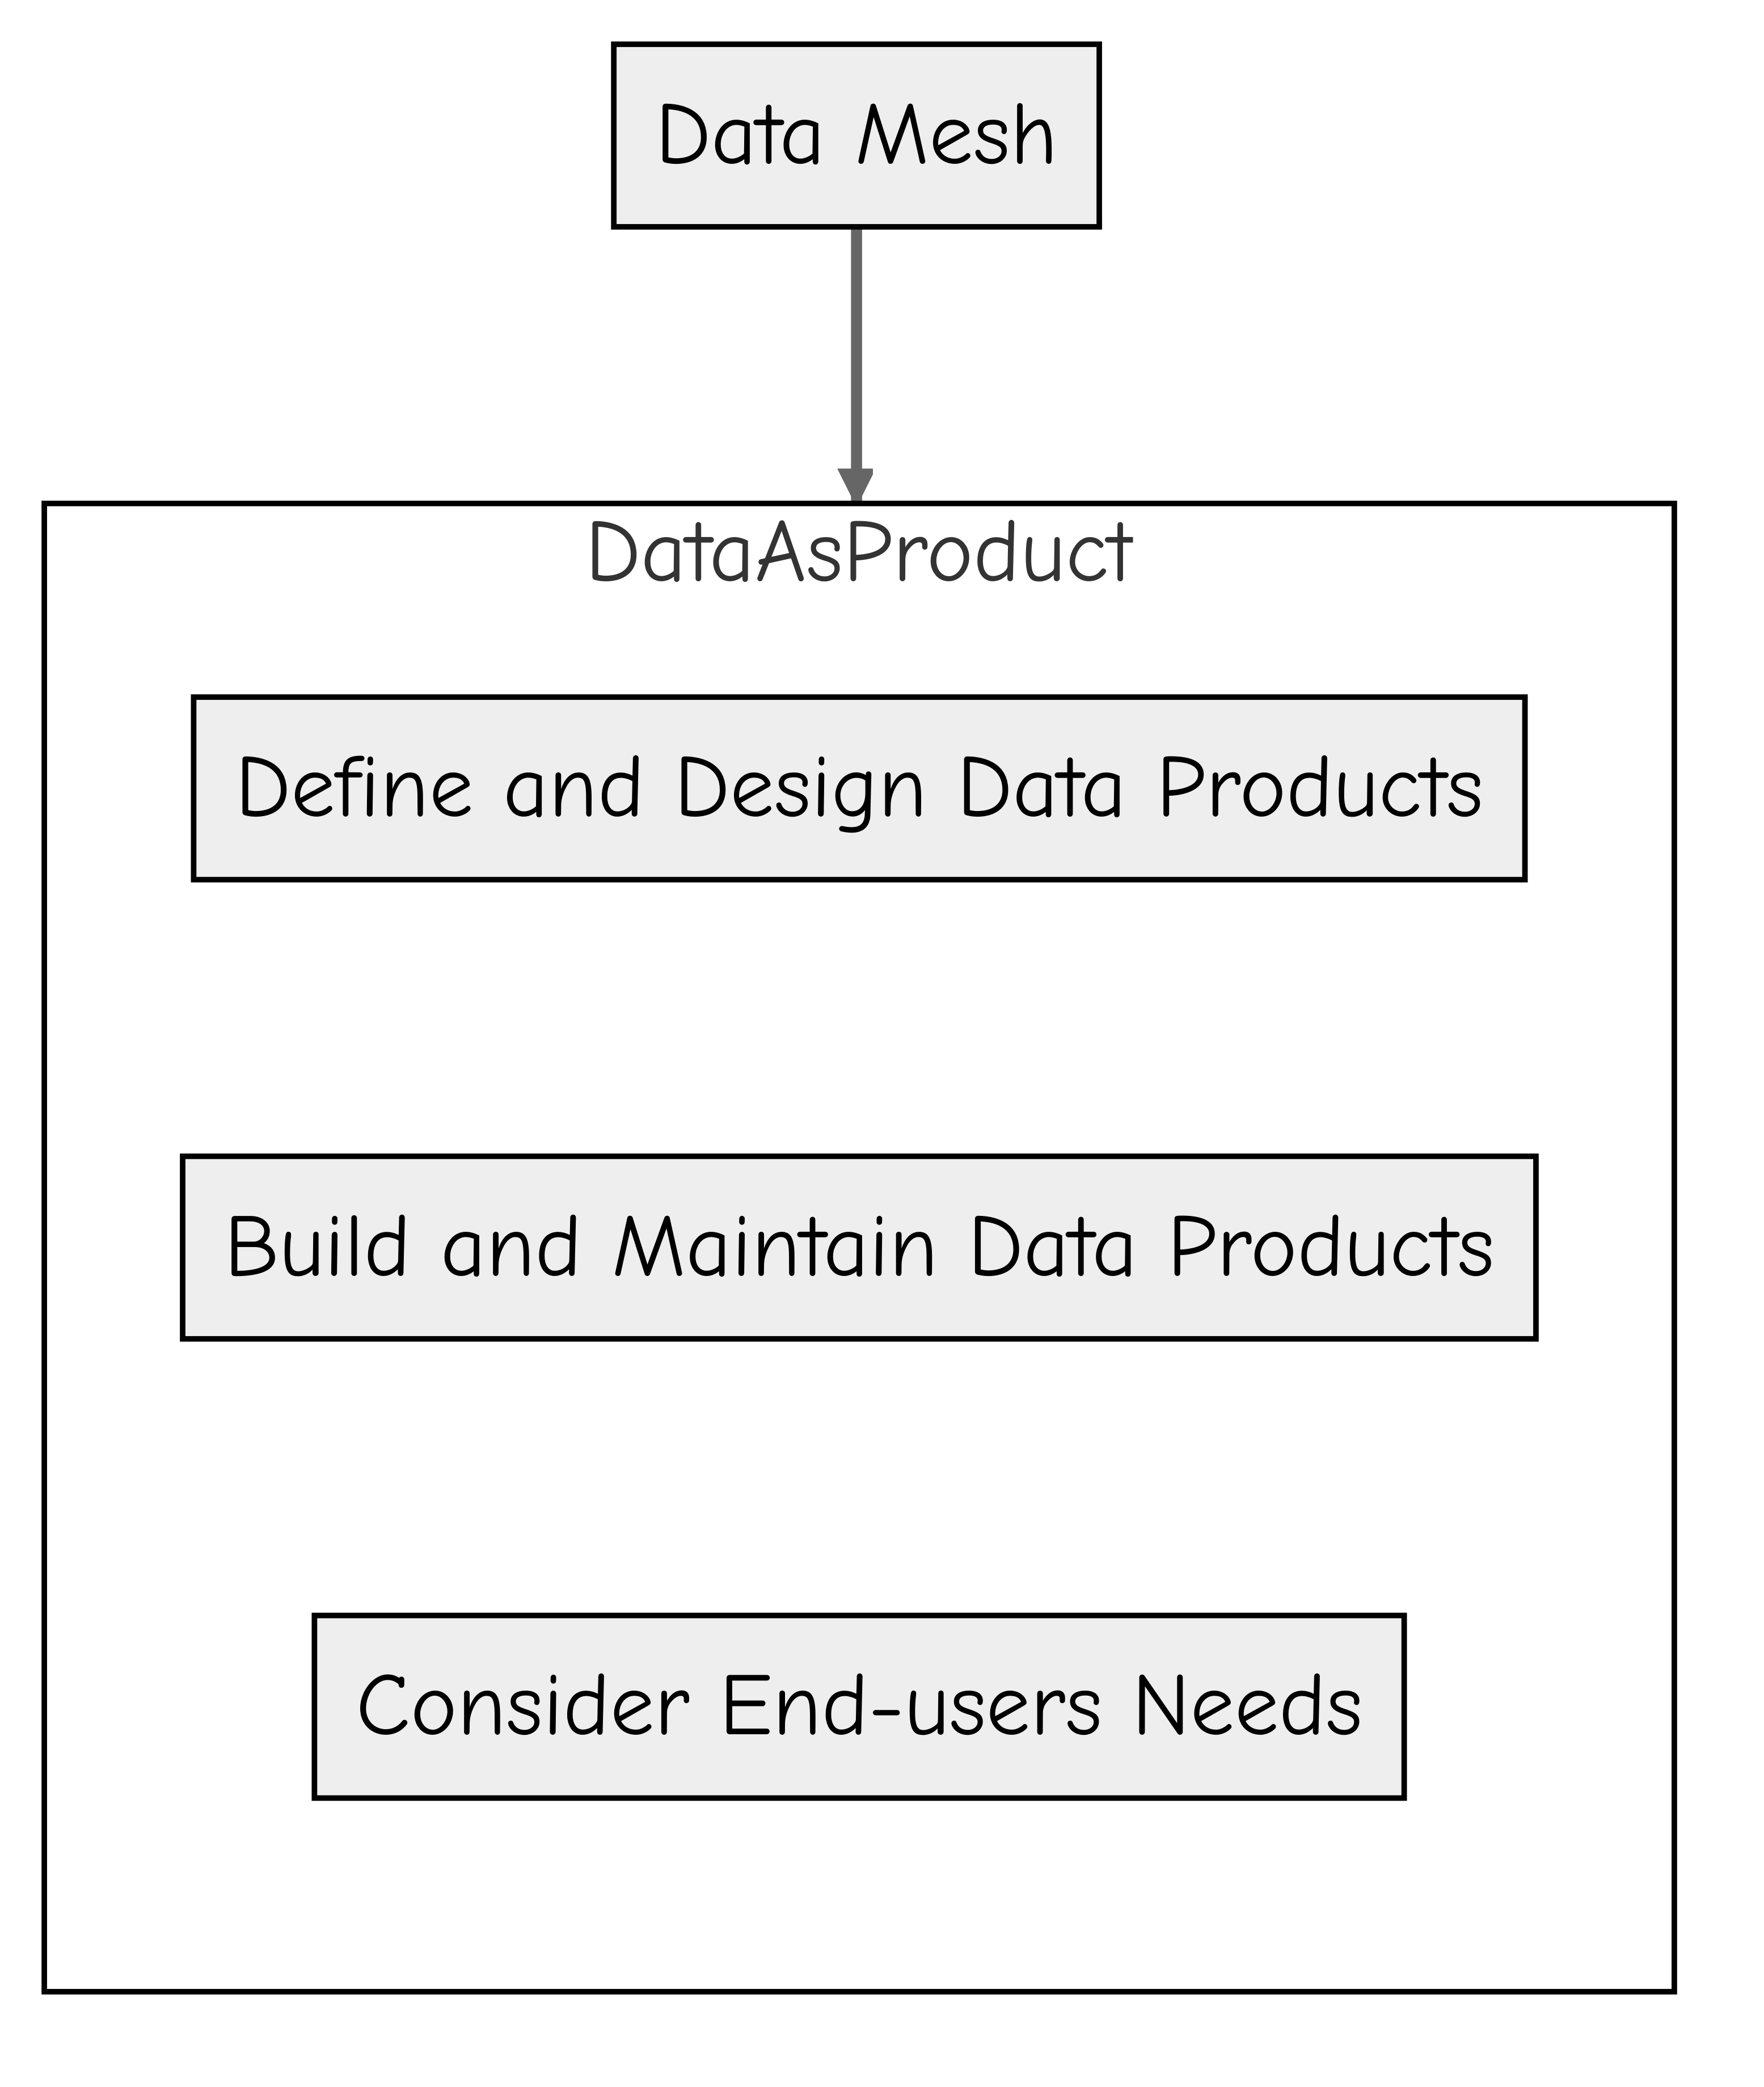 Data Mesh
DataAsProduct
Define and Design Data Products
Build and Maintain Data Products
Consider End-users Needs